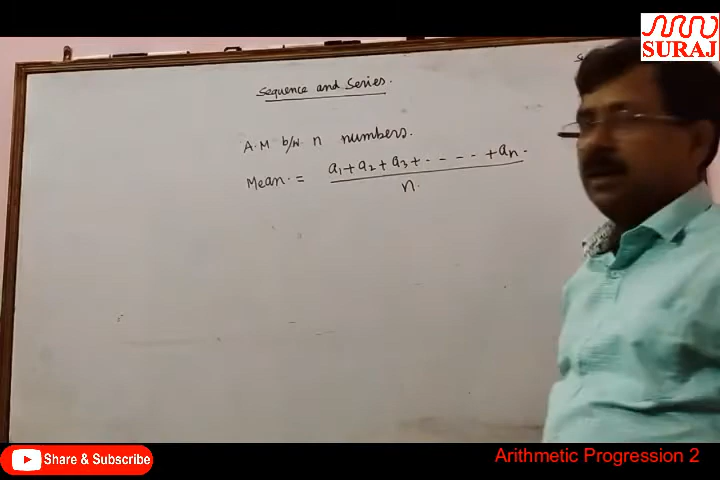 SURAJ
Sequence and Series.
A.M b/w n numbers.
Mean = a₁ + a₂ + a₃ + ------ + aₙ.
n.
Share & Subscribe
Arithmetic Progression 2